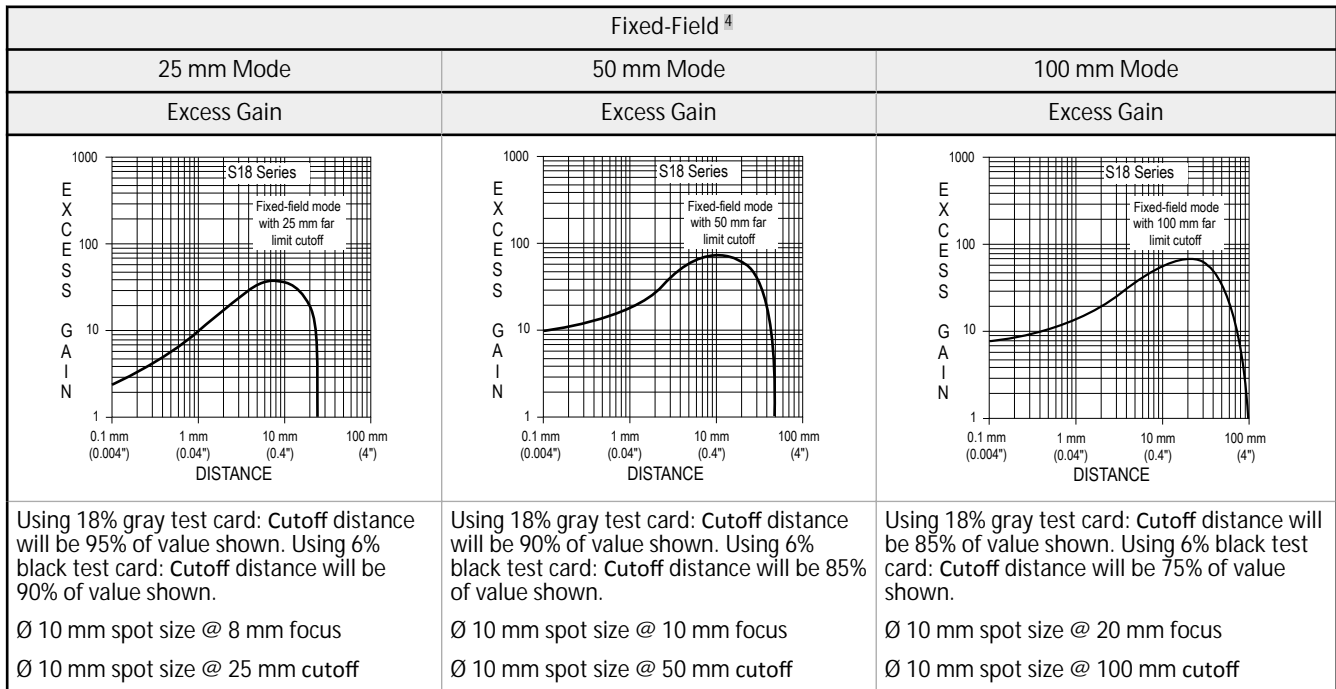 Fixed-Field 4
25 mm Mode
50 mm Mode
100 mm Mode
Excess Gain
Excess Gain
Excess Gain
1000
100
10
1
EXCESS GAIN
S18 Series
Fixed-field mode
with 25 mm far
limit cutoff
0.1 mm
(0.004")
1 mm
(0.04")
10 mm
(0.4")
100 mm
(4")
DISTANCE
1000
100
10
1
EXCESS GAIN
S18 Series
Fixed-field mode
with 50 mm far
limit cutoff
0.1 mm
(0.004")
1 mm
(0.04")
10 mm
(0.4")
100 mm
(4")
DISTANCE
1000
100
10
1
EXCESS GAIN
S18 Series
Fixed-field mode
with 100 mm far
limit cutoff
0.1 mm
(0.004")
1 mm
(0.04")
10 mm
(0.4")
100 mm
(4")
DISTANCE
Using 18% gray test card: Cutoff distance
will be 95% of value shown. Using 6%
black test card: Cutoff distance will be
90% of value shown.
Ø 10 mm spot size @ 8 mm focus
Ø 10 mm spot size @ 25 mm cutoff
Using 18% gray test card: Cutoff distance
will be 90% of value shown. Using 6%
black test card: Cutoff distance will be 85%
of value shown.
Ø 10 mm spot size @ 10 mm focus
Ø 10 mm spot size @ 50 mm cutoff
Using 18% gray test card: Cutoff distance will
be 85% of value shown. Using 6% black test
card: Cutoff distance will be 75% of value
shown.
Ø 10 mm spot size @ 20 mm focus
Ø 10 mm spot size @ 100 mm cutoff